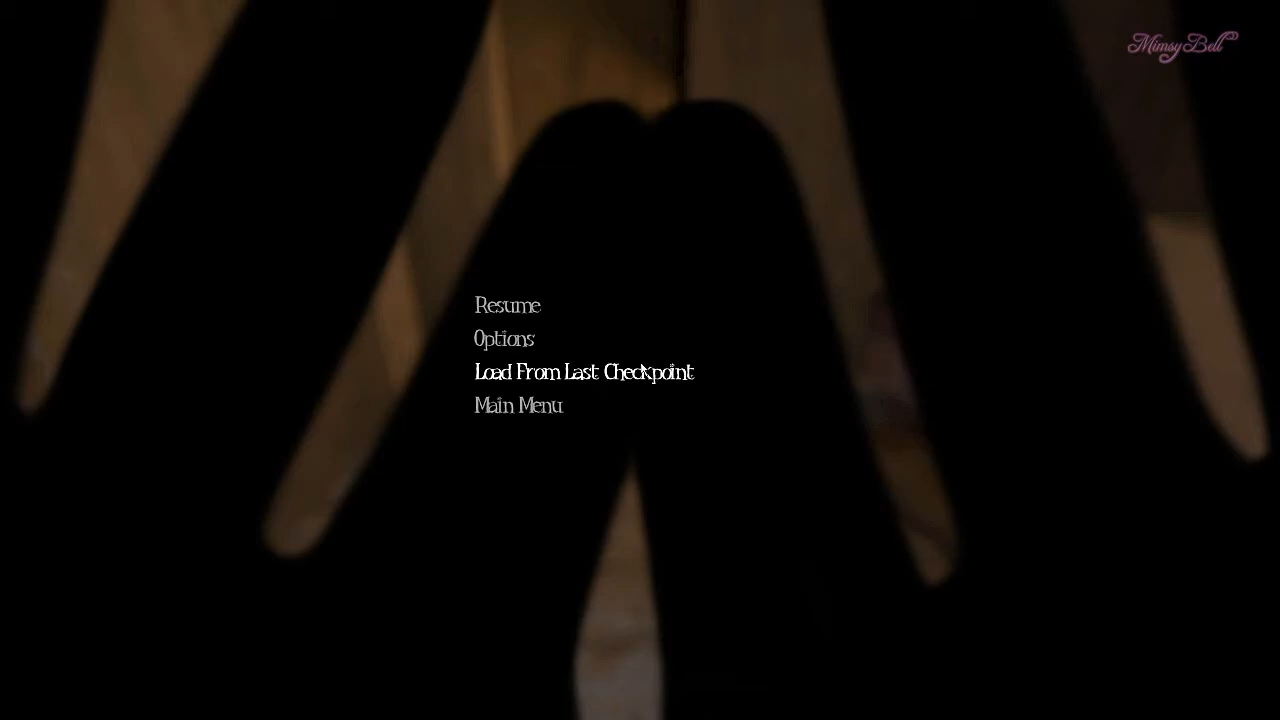 MimsyBell
Resume
Options
Load From Last Checkpoint
Main Menu